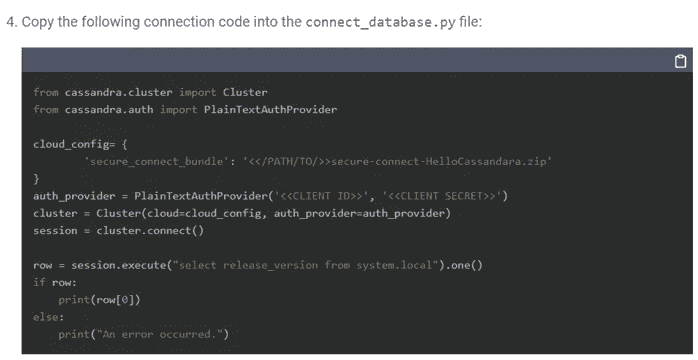 4. Copy the following connection code into the connect_database.py file:
from cassandra.cluster import Cluster
from cassandra.auth import PlainTextAuthProvider
cloud_config= {
        'secure_connect_bundle': '<</PATH/TO/>>secure-connect-HelloCassandara.zip'
}
auth_provider = PlainTextAuthProvider('<<CLIENT ID>>', '<<CLIENT SECRET>>')
cluster = Cluster(cloud=cloud_config, auth_provider=auth_provider)
session = cluster.connect()
row = session.execute("select release_version from system.local").one()
if row:
    print(row[0])
else:
    print("An error occurred.")